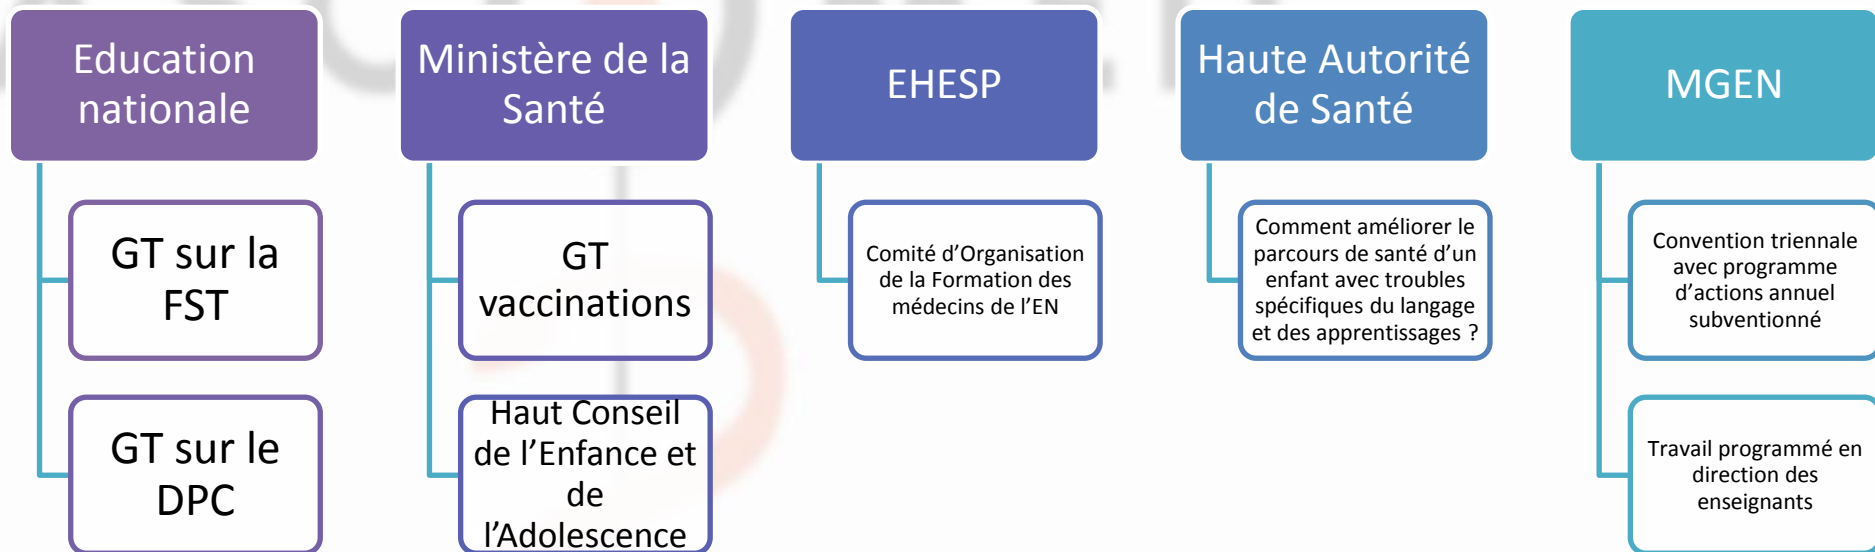 Education
nationale
GT sur la
FST
GT sur le
DPC
Ministère de la
Santé
GT
vaccinations
Haut Conseil
de l’Enfance et
de
l’Adolescence
EHESP
Comité d’Organisation
de la Formation des
médecins de l’EN
Haute Autorité
de Santé
Comment améliorer le
parcours de santé d’un
enfant avec troubles
spécifiques du langage
et des apprentissages ?
MGEN
Convention triennale
avec programme
d’actions annuel
subventionné
Travail programmé en
direction des
enseignants